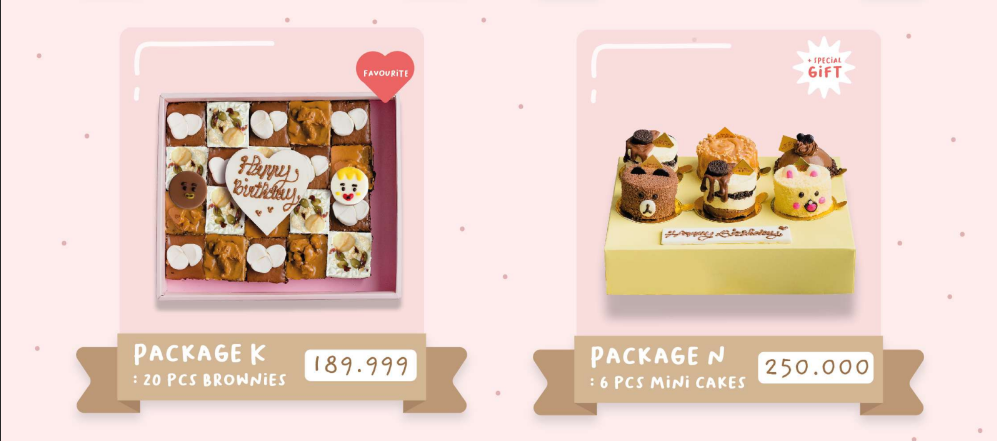 FAVOURiTE
Happy
Birthday
PACKAGE K
: 20 PCS BROWNiES
189.999
+ SPECiAL
GiFT
Happy Birthday
PACKAGE N
: 6 PCS MiNi CAKES
250.000